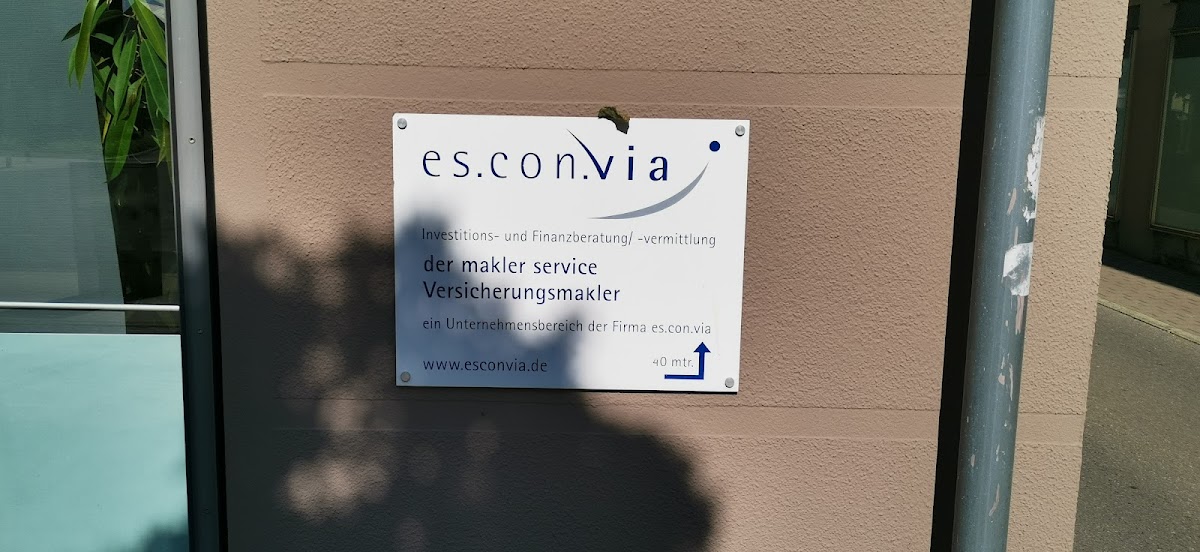 es.con.via
Investitions- und Finanzberatung/ -vermittlung
der makler service
Versicherungsmakler
ein Unternehmensbereich der Firma es.con.via
www.esconvia.de
40 mtr.